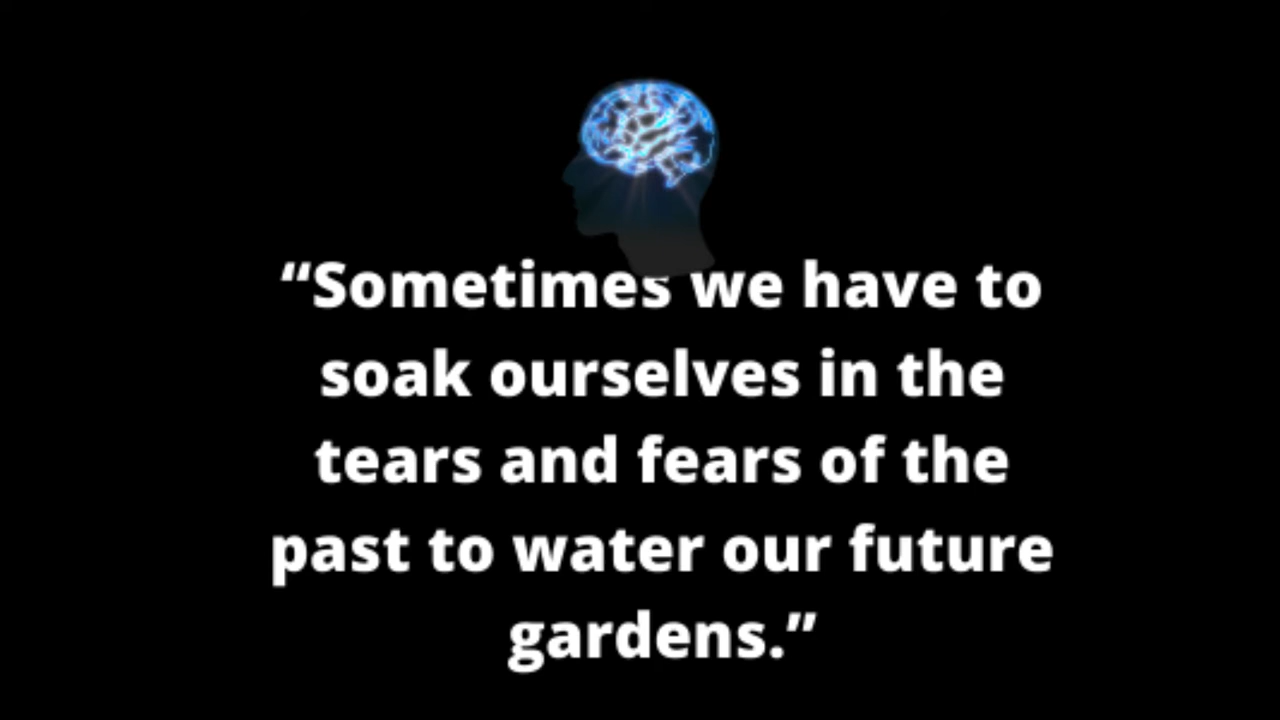 “Sometimes we have to
soak ourselves in the
tears and fears of the
past to water our future
gardens.”